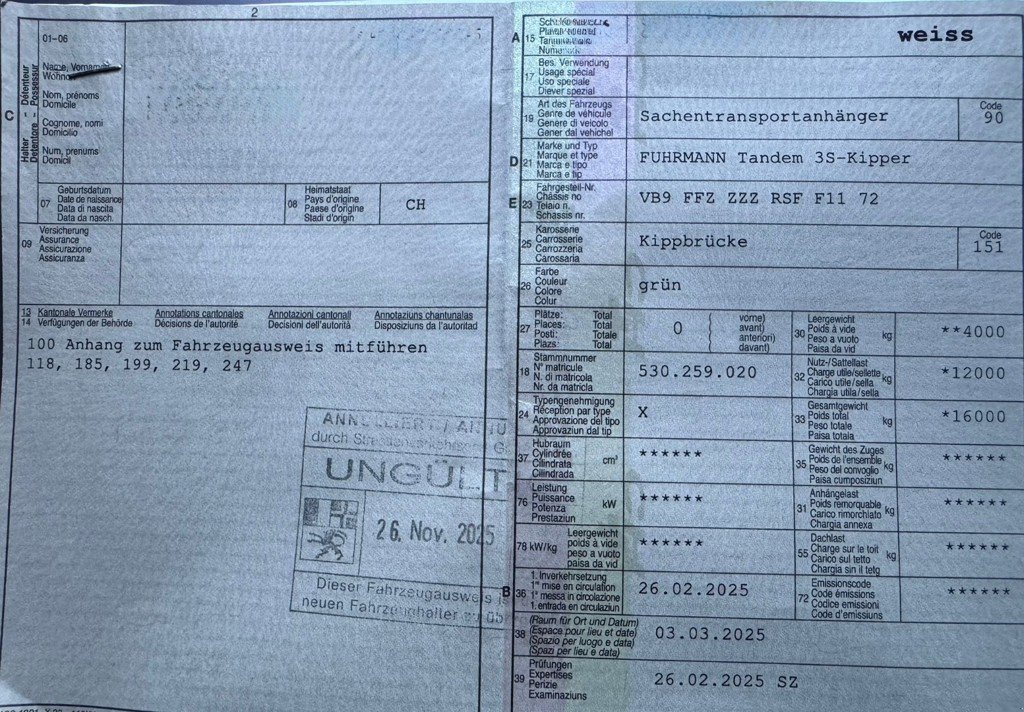 2
01-06
Name, Vornamen
Wohnort
Nom, prénoms
Domicile
Cognome, nomi
Domicilio
Num, prenums
Domicil
C
Halter - Détenteur
Detentore - Possessur
07
Geburtsdatum
Date de naissance
Data di nascita
Data da nasch.
08
Heimatstaat
Pays d'origine
Paese d'origine
Stadi d'origin
CH
09
Versicherung
Assurance
Assicurazione
Assicuranza
13 Kantonale Vermerke Annotations cantonales Annotazioni cantonali Annotaziuns chantunalas
14 Verfügungen der Behörde Décisions de l'autorité Decisioni dell'autorità Disposiziuns da l'autoritad
100 Anhang zum Fahrzeugausweis mitführen
118, 185, 199, 219, 247
ANNULLIERT / ANNU
durch Strassenverkehrs
UNGÜLT
26. Nov. 2025
Dieser Fahrzeugausweis is
neuen Fahrzeughalter zu üb
A 15
weiss
17
Bes. Verwendung
Usage spécial
Uso speciale
Diever spezial
19
Art des Fahrzeugs
Genre de véhicule
Genere di veicolo
Gener dal vehichel
Sachentransportanhänger
Code
90
D 21
Marke und Typ
Marque et type
Marca e tipo
Marca e tip
FUHRMANN Tandem 3S-Kipper
E 23
Fahrgestell-Nr.
Châssis no
Telaio n.
Schassis nr.
VB9 FFZ ZZZ RSF F11 72
25
Karosserie
Carrosserie
Carrozzeria
Carossaria
Kippbrücke
Code
151
26
Farbe
Couleur
Colore
Colur
grün
27
Plätze: Total
Places: Total
Posti: Totale
Plazs: Total
0
vorne)
avant)
anteriori)
davant)
30
Leergewicht
Poids à vide
Peso a vuoto
Paisa da vid
kg
**4000
18
Stammnummer
N° matricule
N. di matricola
Nr. da matricla
530.259.020
32
Nutz-/Sattellast
Charge utile/sellette
Carico utile/sella
Chargia utila/sella
kg
*12000
24
Typengenehmigung
Réception par type
Approvazione del tipo
Approvaziun dal tip
X
33
Gesamtgewicht
Poids total
Peso totale
Paisa totala
kg
*16000
37
Hubraum
Cylindrée
Cilindrata
Cilindrada
cm³
******
35
Gewicht des Zuges
Poids de l'ensemble
Peso del convoglio
Paisa cumposiziun
kg
******
76
Leistung
Puissance
Potenza
Prestaziun
kW
******
31
Anhängelast
Poids remorquable
Carico rimorchiato
Chargia annexa
kg
******
78 kW/kg
Leergewicht
poids à vide
peso a vuoto
paisa da vid
******
55
Dachlast
Charge sur le toit
Carico sul tetto
Chargia sin il tetg
kg
******
B 36
1. Inverkehrsetzung
1re mise en circulation
1a messa in circolazione
1. entrada en circulaziun
26.02.2025
72
Emissionscode
Code émissions
Codice emissioni
Code d'emissiuns
******
38
(Raum für Ort und Datum)
(Espace pour lieu et date)
(Spazio per luogo e data)
(Spazi per lieu e data)
03.03.2025
39
Prüfungen
Expertises
Perizie
Examinaziuns
26.02.2025 SZ